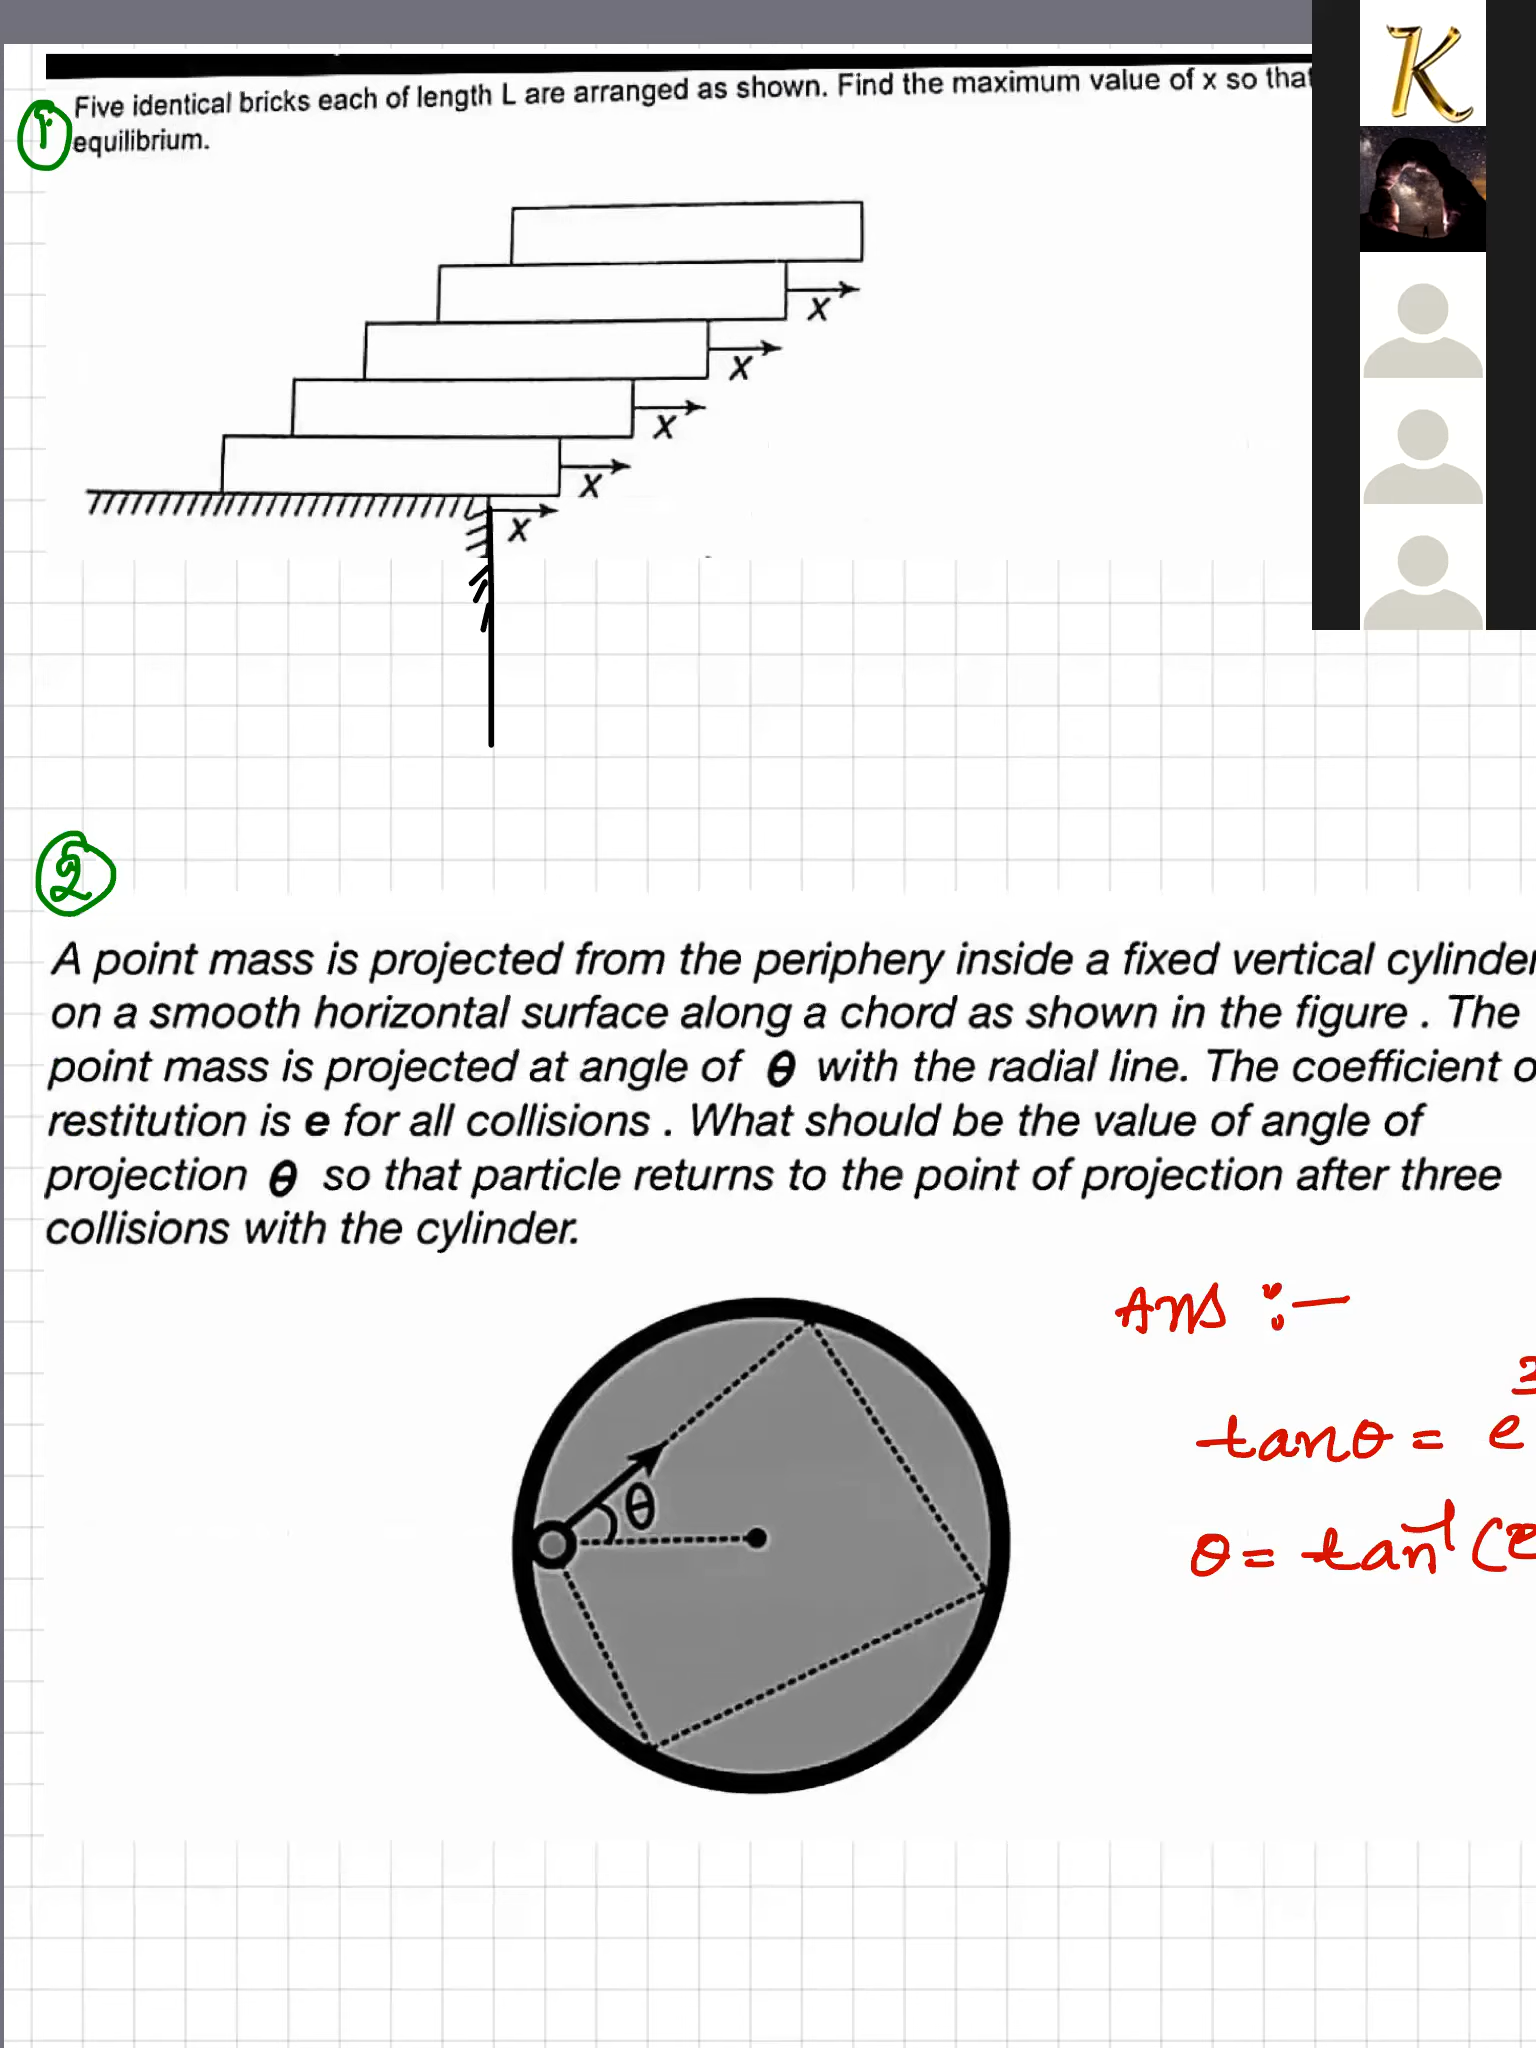 K
1.
Five identical bricks each of length L are arranged as shown. Find the maximum value of x so that
equilibrium.
X
X
X
X
X
2
A point mass is projected from the periphery inside a fixed vertical cylinder
on a smooth horizontal surface along a chord as shown in the figure . The
point mass is projected at angle of θ with the radial line. The coefficient o
restitution is e for all collisions . What should be the value of angle of
projection θ so that particle returns to the point of projection after three
collisions with the cylinder.
Ans :-
tanθ = e
θ = tan⁻¹ (e
θ